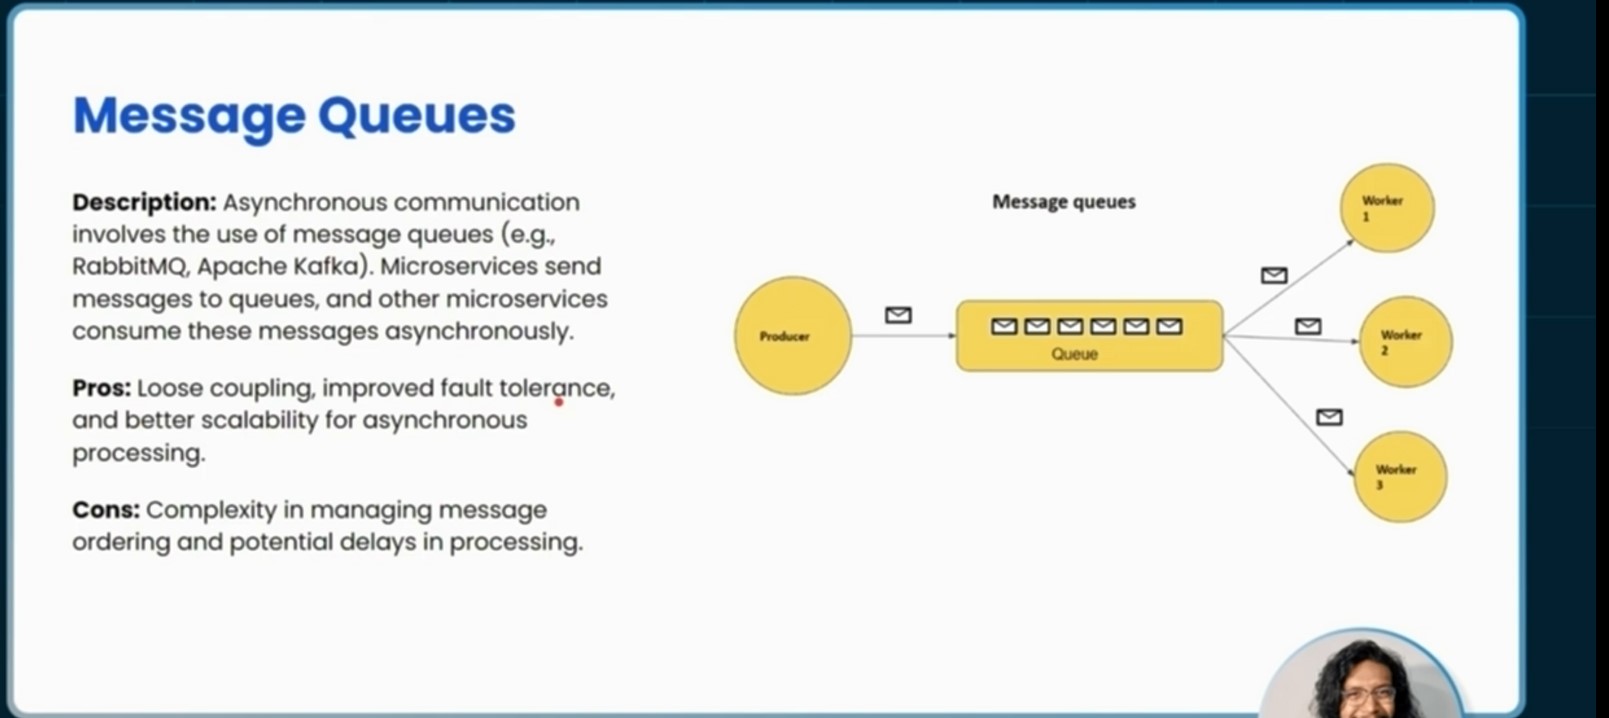 Message Queues
Description: Asynchronous communication
involves the use of message queues (e.g.,
RabbitMQ, Apache Kafka). Microservices send
messages to queues, and other microservices
consume these messages asynchronously.
Pros: Loose coupling, improved fault tolerance,
and better scalability for asynchronous
processing.
Cons: Complexity in managing message
ordering and potential delays in processing.
Message queues
Producer
Queue
Worker
1
Worker
2
Worker
3